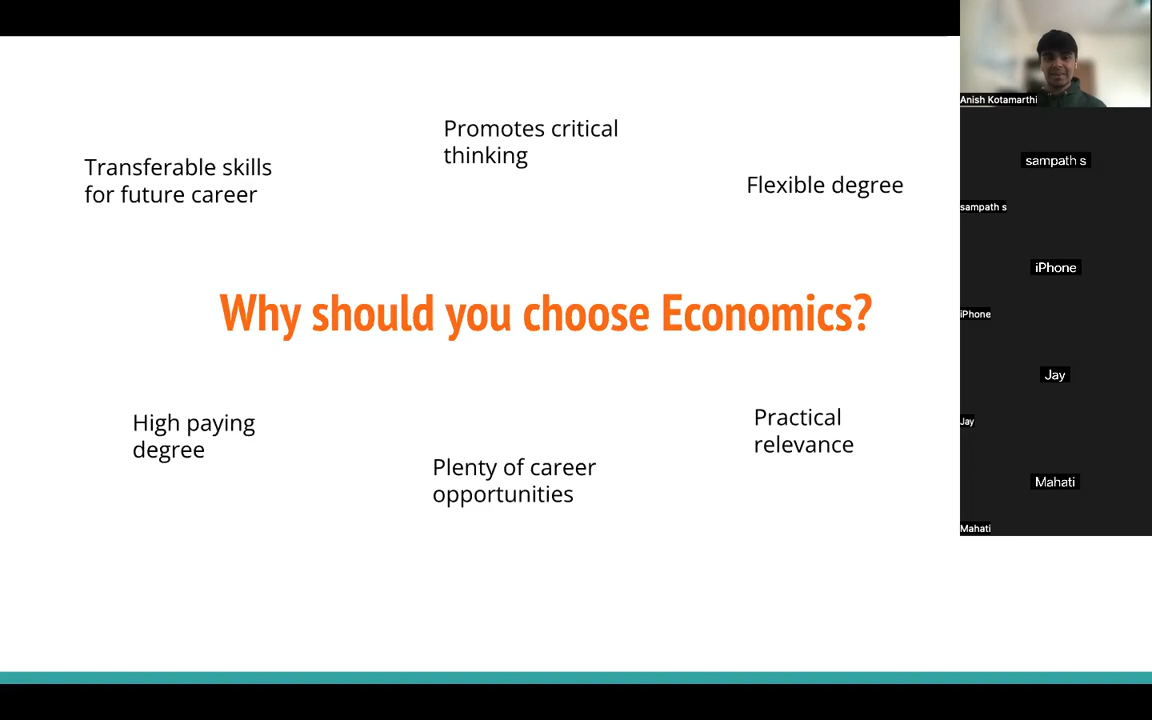 Promotes critical
thinking
Transferable skills
for future career
Flexible degree
Why should you choose Economics?
High paying
degree
Practical
relevance
Plenty of career
opportunities
Anish Kotamarthi
sampath s
sampath s
iPhone
iPhone
Jay
Jay
Mahati
Mahati